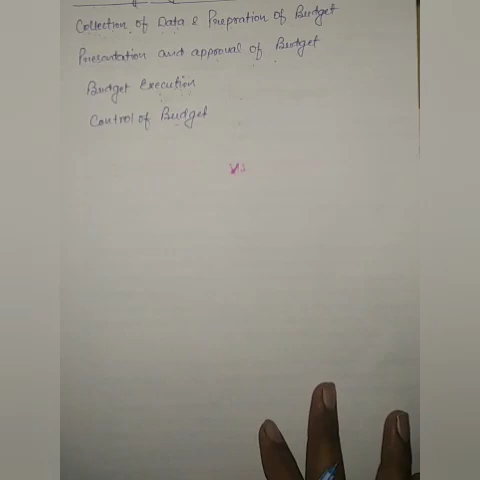 Collection of Data & Prepration of Budget
Presentation and approval of Budget
Budget Execution
Control of Budget